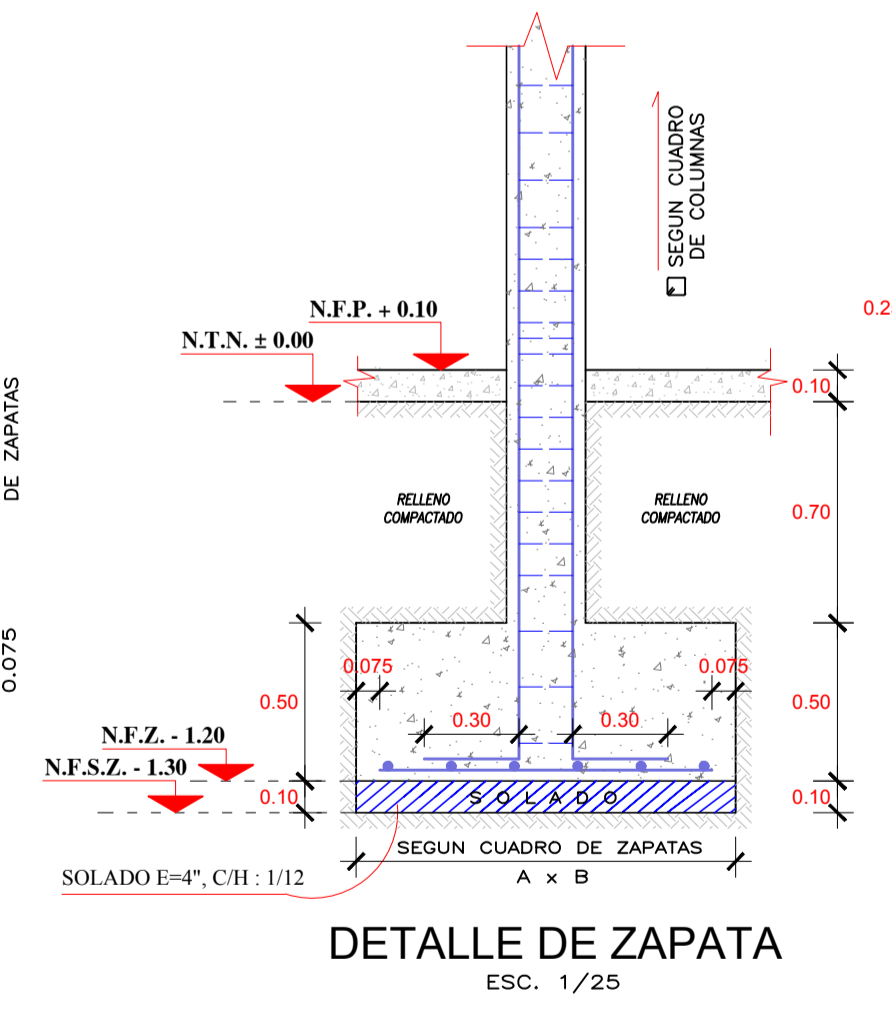 SEGUN CUADRO
DE COLUMNAS
0.2
N.F.P. + 0.10
N.T.N. ± 0.00
0.10
DE ZAPATAS
RELLENO
COMPACTADO
RELLENO
COMPACTADO
0.70
0.075
0.075
0.075
0.50
0.30
0.30
0.50
N.F.Z. - 1.20
N.F.S.Z. - 1.30
0.10
SOLADO
0.10
SEGUN CUADRO DE ZAPATAS
A x B
SOLADO E=4", C/H : 1/12
DETALLE DE ZAPATA
ESC. 1/25